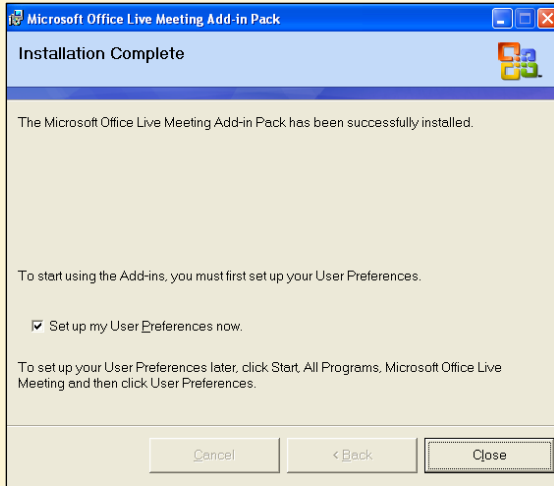 Microsoft Office Live Meeting Add-in Pack
Installation Complete
The Microsoft Office Live Meeting Add-in Pack has been successfully installed.
To start using the Add-ins, you must first set up your User Preferences.
Set up my User Preferences now.
To set up your User Preferences later, click Start, All Programs, Microsoft Office Live
Meeting and then click User Preferences.
Cancel
< Back
Close